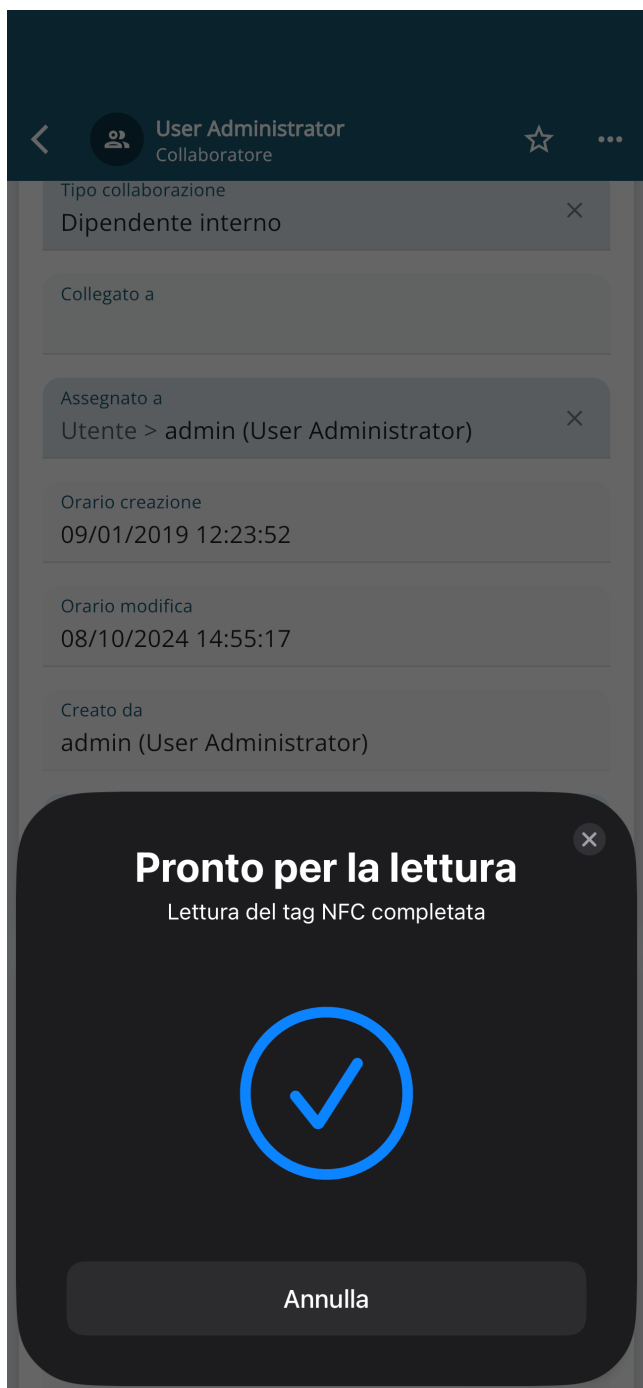 User Administrator
Collaboratore
Tipo collaborazione
Dipendente interno
Collegato a
Assegnato a
Utente > admin (User Administrator)
Orario creazione
09/01/2019 12:23:52
Orario modifica
08/10/2024 14:55:17
Creato da
admin (User Administrator)
Pronto per la lettura
Lettura del tag NFC completata
Annulla